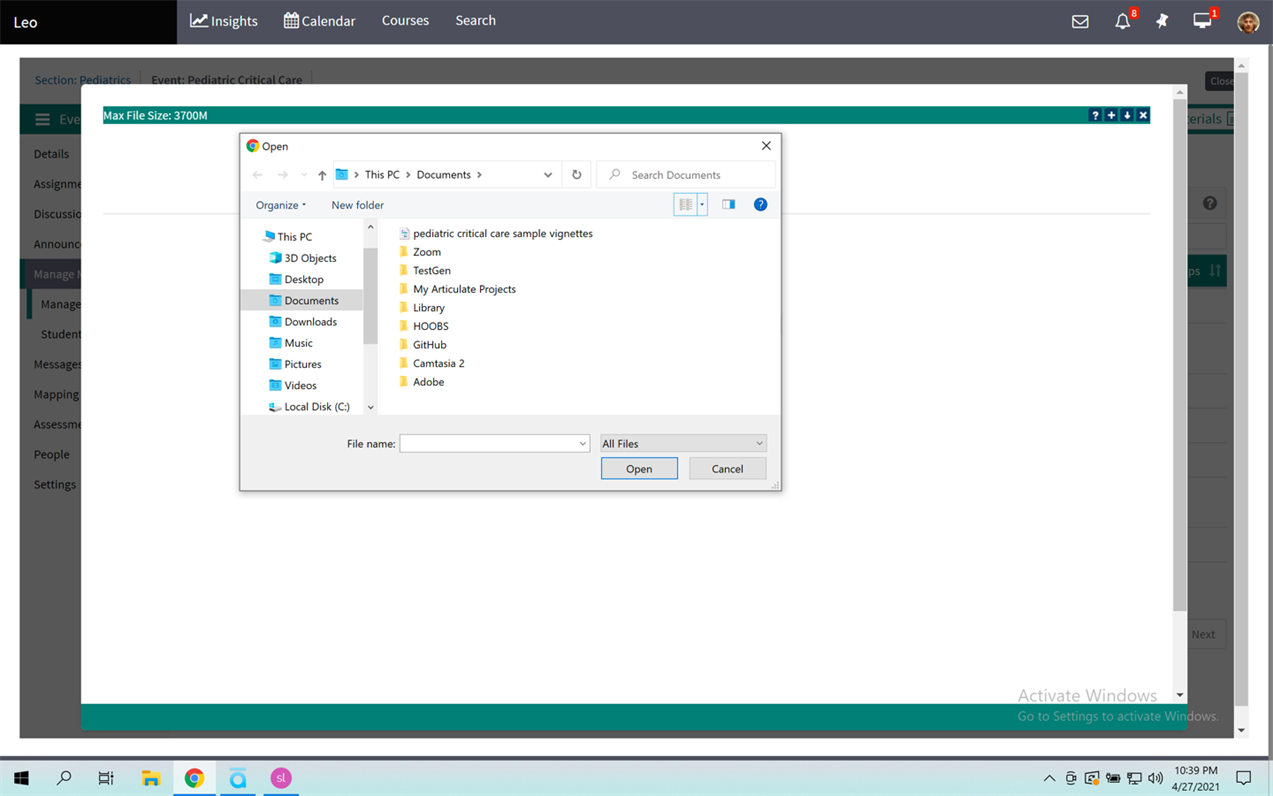 Leo
Insights
Calendar
Courses
Search
8
1
Section: Pediatrics
Event: Pediatric Critical Care
Close
Eve
erials
Max File Size: 3700M
Details
Assignme
Discussio
Announc
Manage M
Manage
Student
Messages
Mapping
Assessme
People
Settings
ps
Next
Open
This PC
Documents
Search Documents
Organize
New folder
This PC
3D Objects
Desktop
Documents
Downloads
Music
Pictures
Videos
Local Disk (C:)
pediatric critical care sample vignettes
Zoom
TestGen
My Articulate Projects
Library
HOOBS
GitHub
Camtasia 2
Adobe
File name:
All Files
Open
Cancel
Activate Windows
Go to Settings to activate Windows.
sl
10:39 PM
4/27/2021